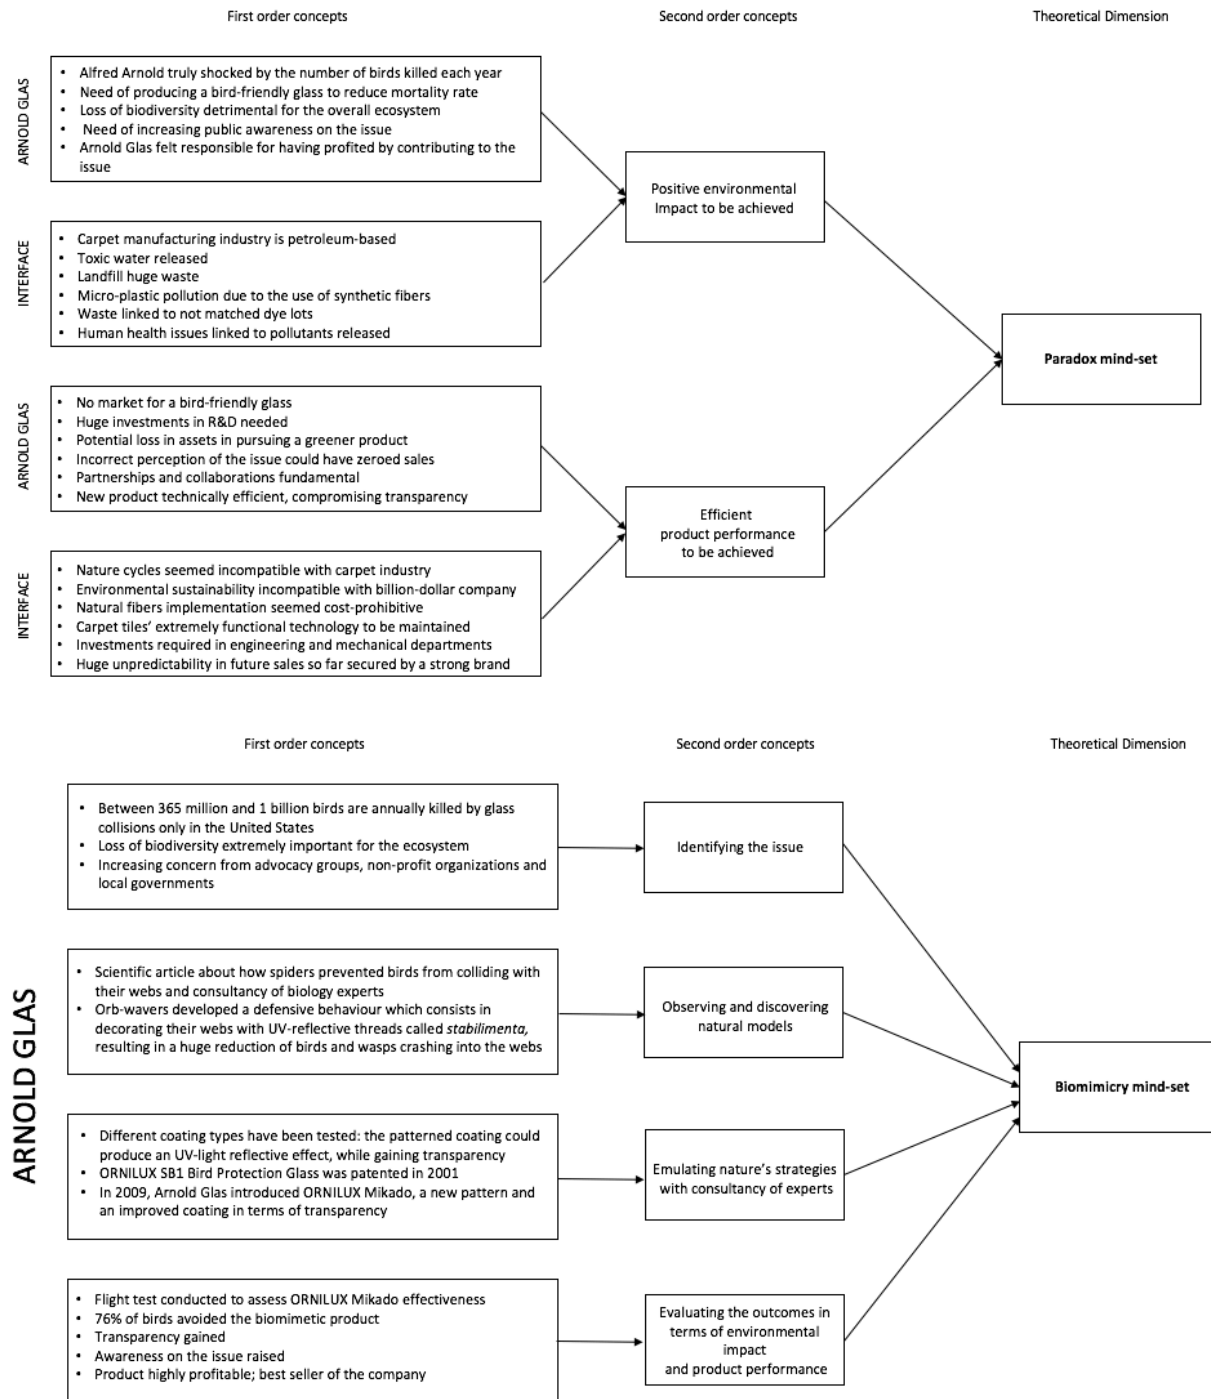 First order concepts
Second order concepts
Theoretical Dimension
ARNOLD GLAS
• Alfred Arnold truly shocked by the number of birds killed each year
• Need of producing a bird-friendly glass to reduce mortality rate
• Loss of biodiversity detrimental for the overall ecosystem
• Need of increasing public awareness on the issue
• Arnold Glas felt responsible for having profited by contributing to the
issue
Positive environmental
Impact to be achieved
INTERFACE
• Carpet manufacturing industry is petroleum-based
• Toxic water released
• Landfill huge waste
• Micro-plastic pollution due to the use of synthetic fibers
• Waste linked to not matched dye lots
• Human health issues linked to pollutants released
Paradox mind-set
ARNOLD GLAS
• No market for a bird-friendly glass
• Huge investments in R&D needed
• Potential loss in assets in pursuing a greener product
• Incorrect perception of the issue could have zeroed sales
• Partnerships and collaborations fundamental
• New product technically efficient, compromising transparency
Efficient
product performance
to be achieved
INTERFACE
• Nature cycles seemed incompatible with carpet industry
• Environmental sustainability incompatible with billion-dollar company
• Natural fibers implementation seemed cost-prohibitive
• Carpet tiles' extremely functional technology to be maintained
• Investments required in engineering and mechanical departments
• Huge unpredictability in future sales so far secured by a strong brand
First order concepts
Second order concepts
Theoretical Dimension
ARNOLD GLAS
• Between 365 million and 1 billion birds are annually killed by glass
collisions only in the United States
• Loss of biodiversity extremely important for the ecosystem
• Increasing concern from advocacy groups, non-profit organizations and
local governments
Identifying the issue
• Scientific article about how spiders prevented birds from colliding with
their webs and consultancy of biology experts
• Orb-wavers developed a defensive behaviour which consists in
decorating their webs with UV-reflective threads called stabilimenta,
resulting in a huge reduction of birds and wasps crashing into the webs
Observing and discovering
natural models
Biomimicry mind-set
• Different coating types have been tested: the patterned coating could
produce an UV-light reflective effect, while gaining transparency
• ORNILUX SB1 Bird Protection Glass was patented in 2001
• In 2009, Arnold Glas introduced ORNILUX Mikado, a new pattern and
an improved coating in terms of transparency
Emulating nature's strategies
with consultancy of experts
• Flight test conducted to assess ORNILUX Mikado effectiveness
• 76% of birds avoided the biomimetic product
• Transparency gained
• Awareness on the issue raised
• Product highly profitable; best seller of the company
Evaluating the outcomes in
terms of environmental
impact
and product performance